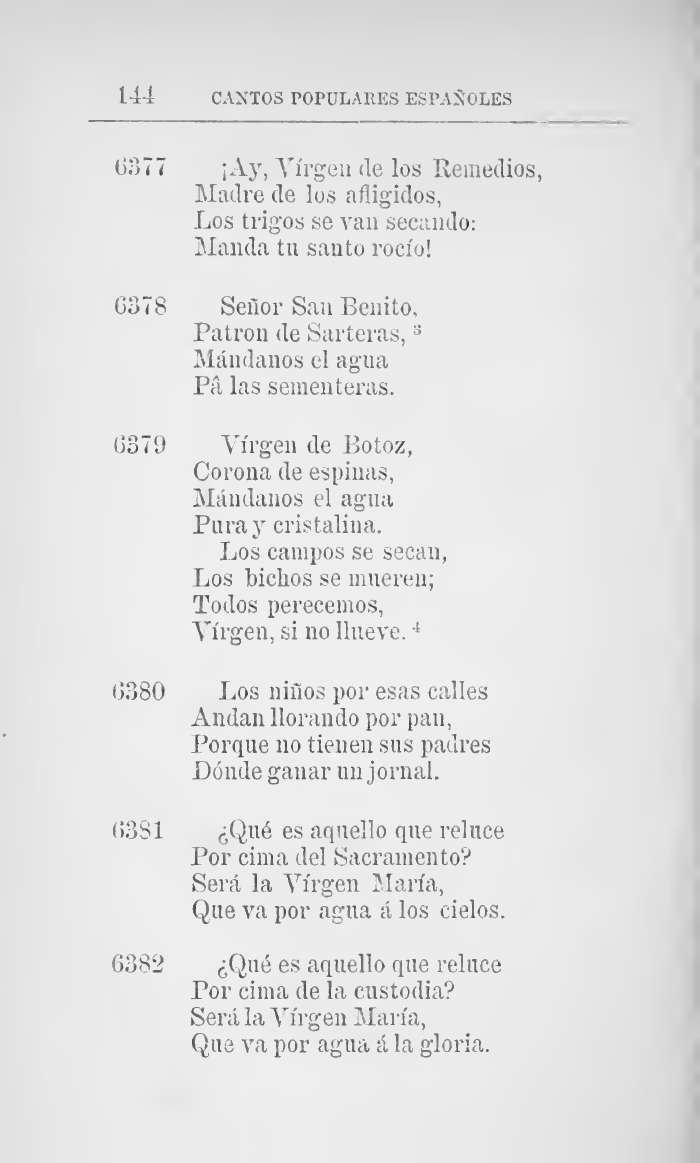 144 CANTOS POPULARES ESPAÑOLES
6377 ¡Ay, Vírgen de los Remedios,
Madre de los afligidos,
Los trigos se van secando:
Manda tu santo rocío!
6378 Señor San Benito,
Patron de Sarteras, ³
Mándanos el agua
Pâ las sementeras.
6379 Vírgen de Botoz,
Corona de espinas,
Mándanos el agua
Pura y cristalina.
Los campos se secan,
Los bichos se mueren;
Todos perecemos,
Vírgen, si no llueve. ⁴
6380 Los niños por esas calles
Andan llorando por pan,
Porque no tienen sus padres
Dónde ganar un jornal.
6381 ¿Qué es aquello que reluce
Por cima del Sacramento?
Será la Vírgen María,
Que va por agua á los cielos.
6382 ¿Qué es aquello que reluce
Por cima de la custodia?
Será la Vírgen María,
Que va por agua á la gloria.